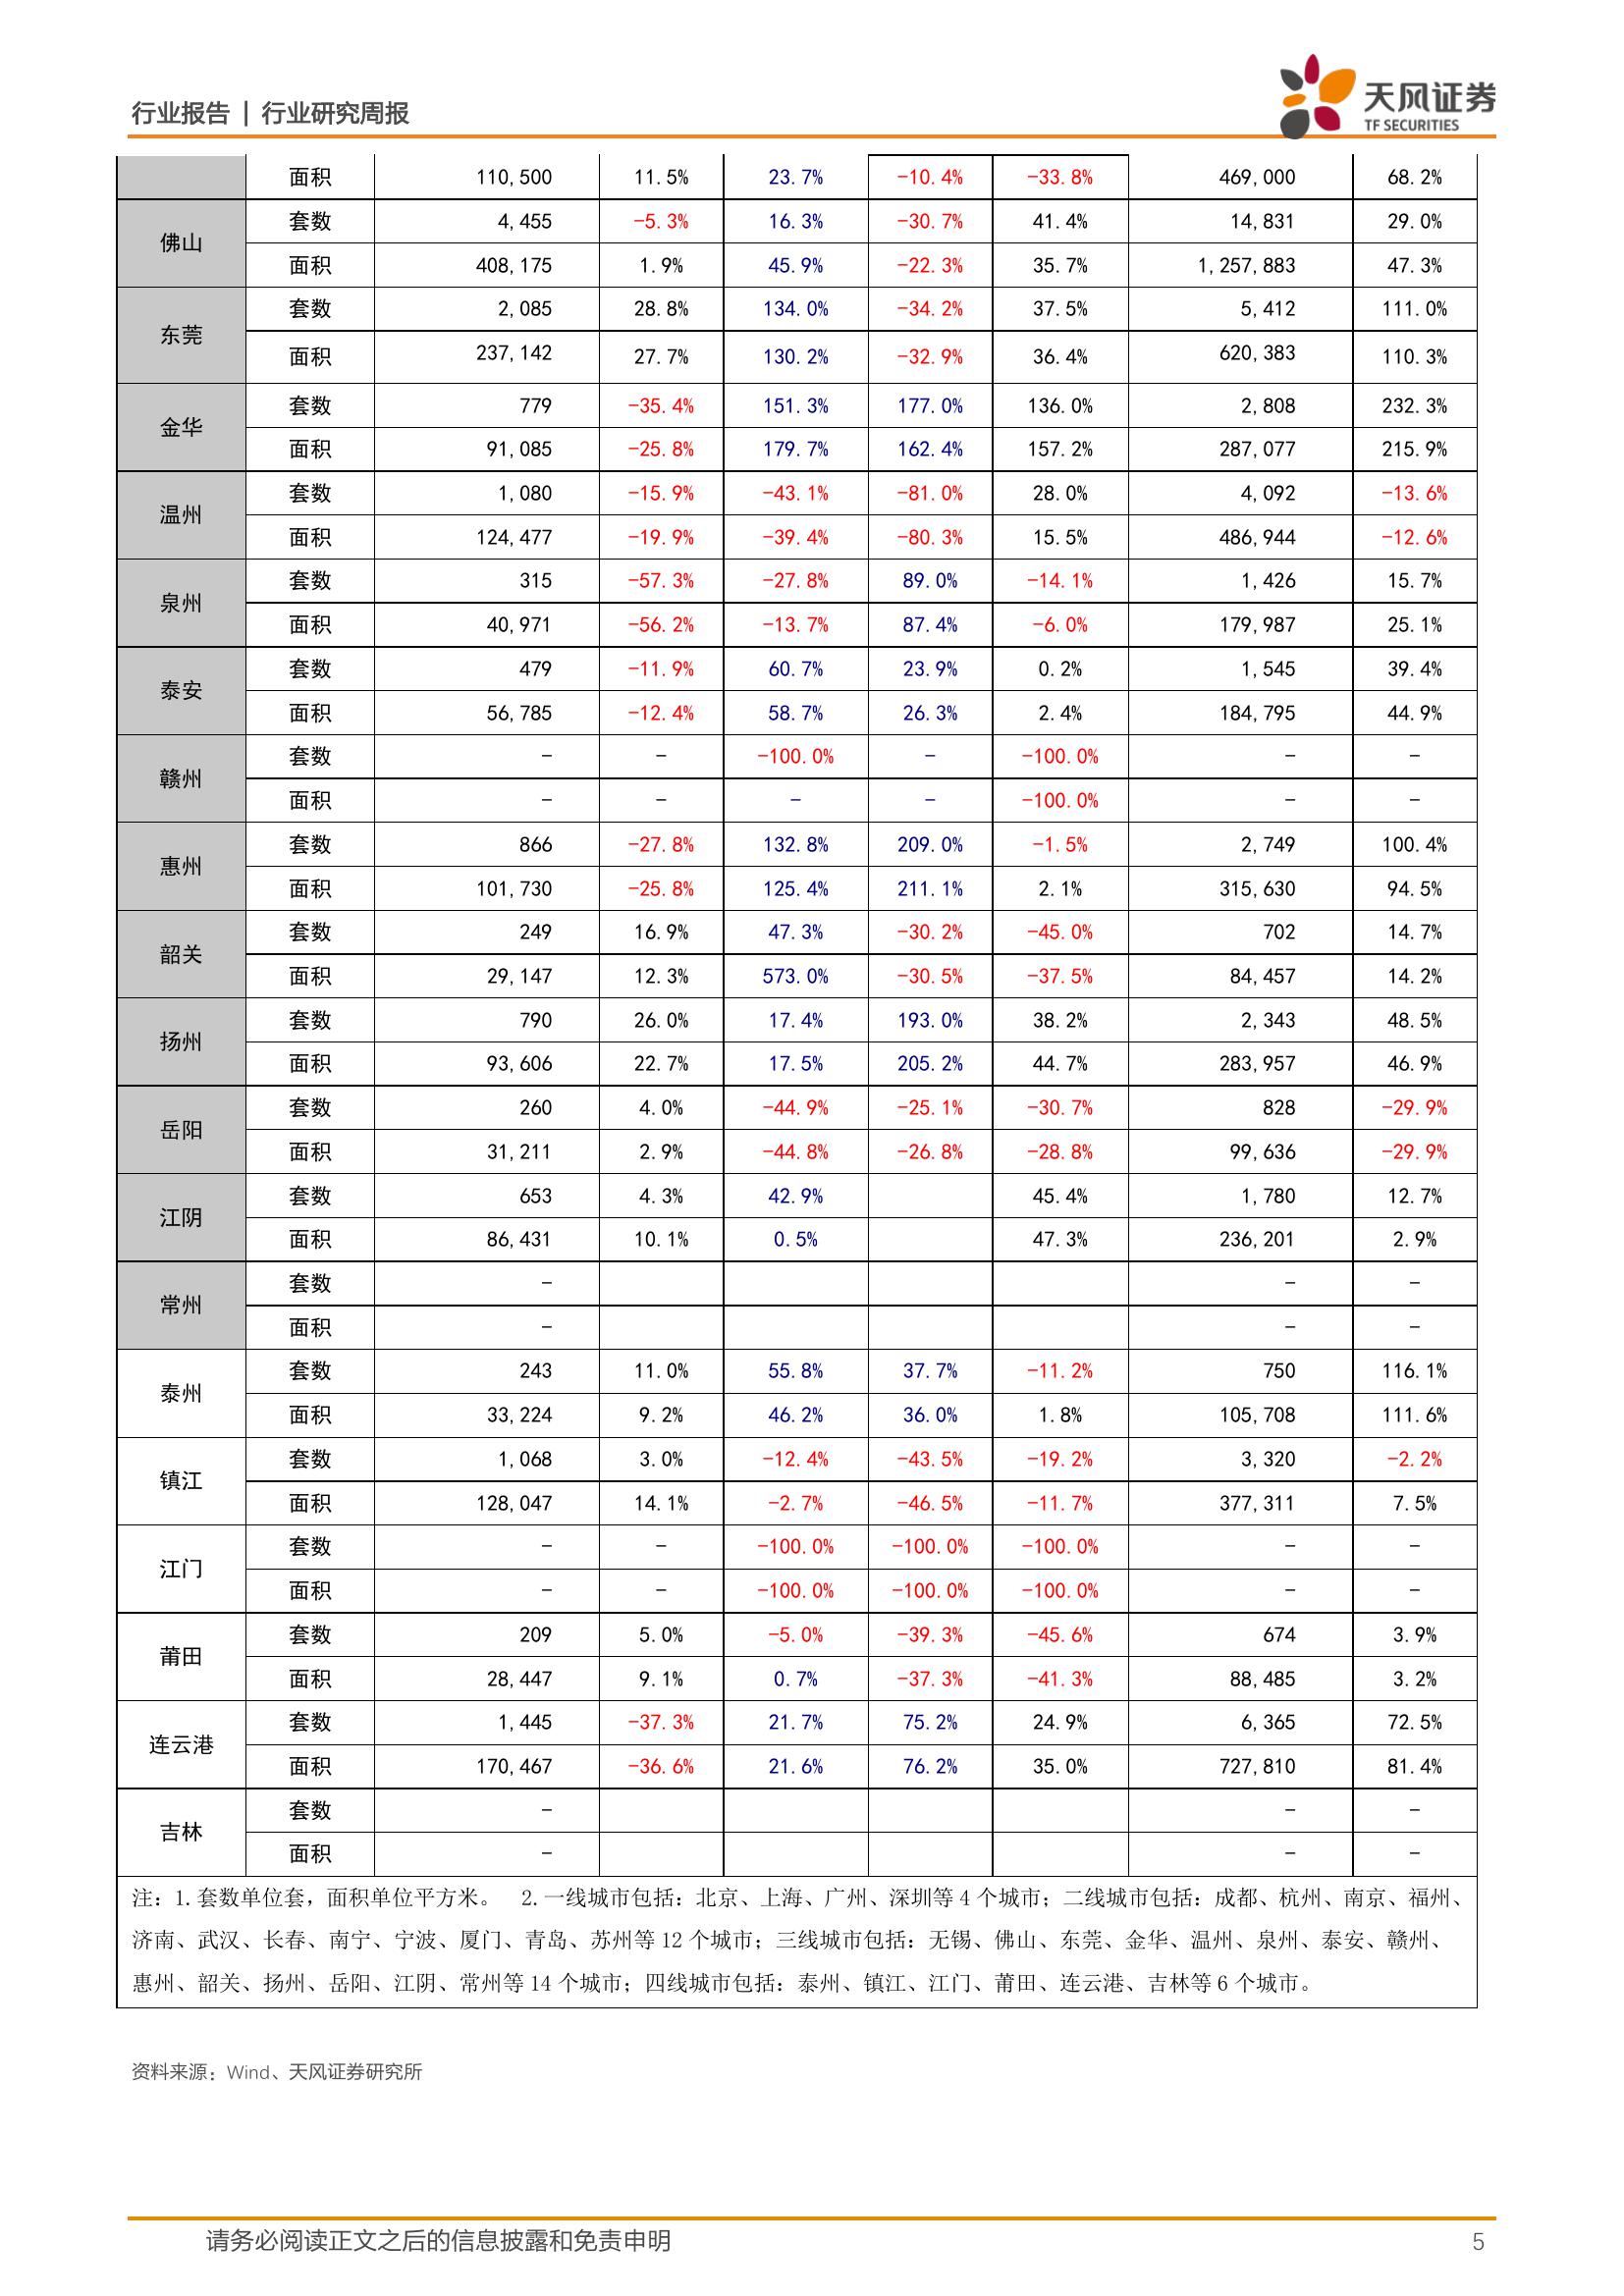 行业报告 | 行业研究周报
天风证券
TF SECURITIES
面积 110,500 11.5% 23.7% -10.4% -33.8% 469,000 68.2%
佛山 套数 4,455 -5.3% 16.3% -30.7% 41.4% 14,831 29.0%
面积 408,175 1.9% 45.9% -22.3% 35.7% 1,257,883 47.3%
东莞 套数 2,085 28.8% 134.0% -34.2% 37.5% 5,412 111.0%
面积 237,142 27.7% 130.2% -32.9% 36.4% 620,383 110.3%
金华 套数 779 -35.4% 151.3% 177.0% 136.0% 2,808 232.3%
面积 91,085 -25.8% 179.7% 162.4% 157.2% 287,077 215.9%
温州 套数 1,080 -15.9% -43.1% -81.0% 28.0% 4,092 -13.6%
面积 124,477 -19.9% -39.4% -80.3% 15.5% 486,944 -12.6%
泉州 套数 315 -57.3% -27.8% 89.0% -14.1% 1,426 15.7%
面积 40,971 -56.2% -13.7% 87.4% -6.0% 179,987 25.1%
泰安 套数 479 -11.9% 60.7% 23.9% 0.2% 1,545 39.4%
面积 56,785 -12.4% 58.7% 26.3% 2.4% 184,795 44.9%
赣州 套数 - - -100.0% - -100.0% - -
面积 - - - - -100.0% - -
惠州 套数 866 -27.8% 132.8% 209.0% -1.5% 2,749 100.4%
面积 101,730 -25.8% 125.4% 211.1% 2.1% 315,630 94.5%
韶关 套数 249 16.9% 47.3% -30.2% -45.0% 702 14.7%
面积 29,147 12.3% 573.0% -30.5% -37.5% 84,457 14.2%
扬州 套数 790 26.0% 17.4% 193.0% 38.2% 2,343 48.5%
面积 93,606 22.7% 17.5% 205.2% 44.7% 283,957 46.9%
岳阳 套数 260 4.0% -44.9% -25.1% -30.7% 828 -29.9%
面积 31,211 2.9% -44.8% -26.8% -28.8% 99,636 -29.9%
江阴 套数 653 4.3% 42.9% 45.4% 1,780 12.7%
面积 86,431 10.1% 0.5% 47.3% 236,201 2.9%
常州 套数 - - -
面积 - - -
泰州 套数 243 11.0% 55.8% 37.7% -11.2% 750 116.1%
面积 33,224 9.2% 46.2% 36.0% 1.8% 105,708 111.6%
镇江 套数 1,068 3.0% -12.4% -43.5% -19.2% 3,320 -2.2%
面积 128,047 14.1% -2.7% -46.5% -11.7% 377,311 7.5%
江门 套数 - - -100.0% -100.0% -100.0% - -
面积 - - -100.0% -100.0% -100.0% - -
莆田 套数 209 5.0% -5.0% -39.3% -45.6% 674 3.9%
面积 28,447 9.1% 0.7% -37.3% -41.3% 88,485 3.2%
连云港 套数 1,445 -37.3% 21.7% 75.2% 24.9% 6,365 72.5%
面积 170,467 -36.6% 21.6% 76.2% 35.0% 727,810 81.4%
吉林 套数 - - -
面积 - - -
注：1.套数单位套，面积单位平方米。 2.一线城市包括：北京、上海、广州、深圳等 4 个城市；二线城市包括：成都、杭州、南京、福州、
济南、武汉、长春、南宁、宁波、厦门、青岛、苏州等 12 个城市；三线城市包括：无锡、佛山、东莞、金华、温州、泉州、泰安、赣州、
惠州、韶关、扬州、岳阳、江阴、常州等 14 个城市；四线城市包括：泰州、镇江、江门、莆田、连云港、吉林等 6 个城市。
资料来源：Wind、天风证券研究所
请务必阅读正文之后的信息披露和免责申明 5